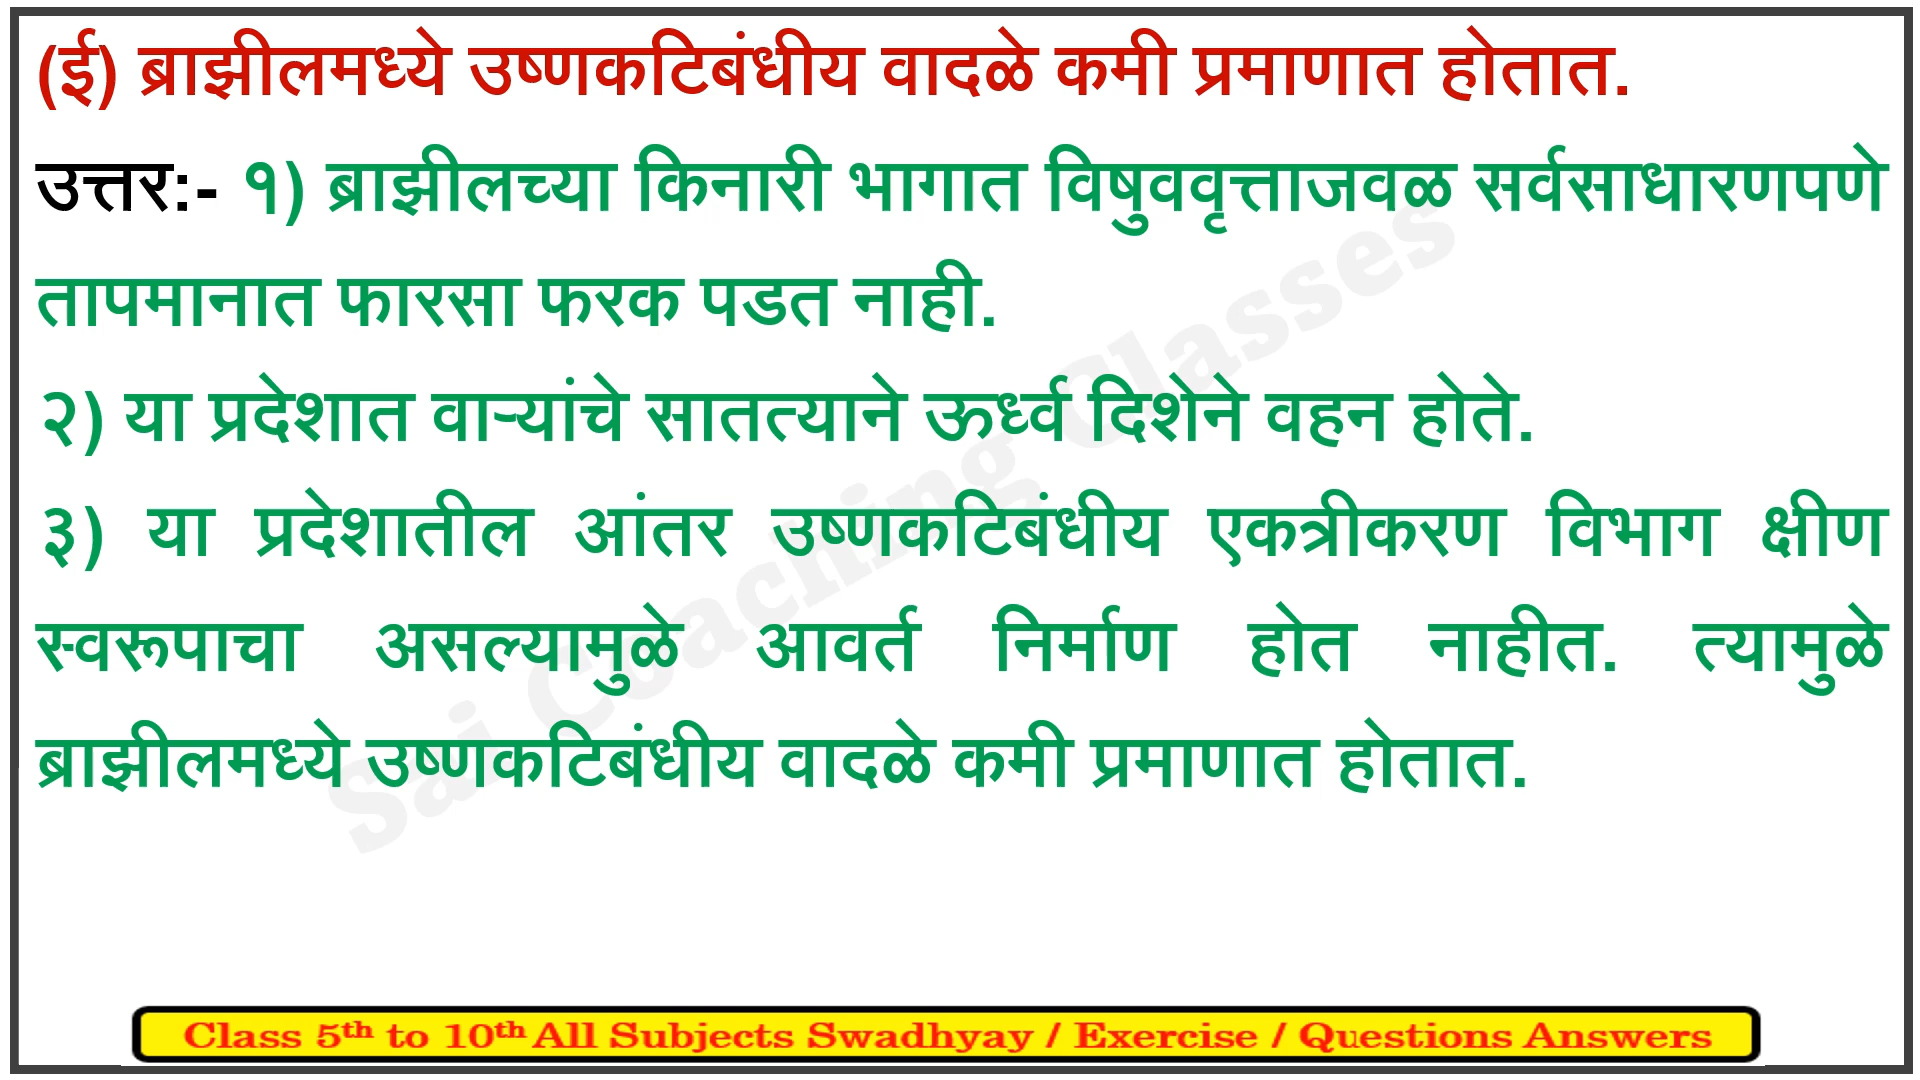 (ई) ब्राझीलमध्ये उष्णकटिबंधीय वादळे कमी प्रमाणात होतात.
उत्तर:- १) ब्राझीलच्या किनारी भागात विषुववृत्ताजवळ सर्वसाधारणपणे
तापमानात फारसा फरक पडत नाही.
२) या प्रदेशात वाऱ्यांचे सातत्याने ऊर्ध्व दिशेने वहन होते.
३) या प्रदेशातील आंतर उष्णकटिबंधीय एकत्रीकरण विभाग क्षीण
स्वरूपाचा असल्यामुळे आवर्त निर्माण होत नाहीत. त्यामुळे
ब्राझीलमध्ये उष्णकटिबंधीय वादळे कमी प्रमाणात होतात.
Sai Coaching Classes
Class 5th to 10th All Subjects Swadhyay / Exercise / Questions Answers